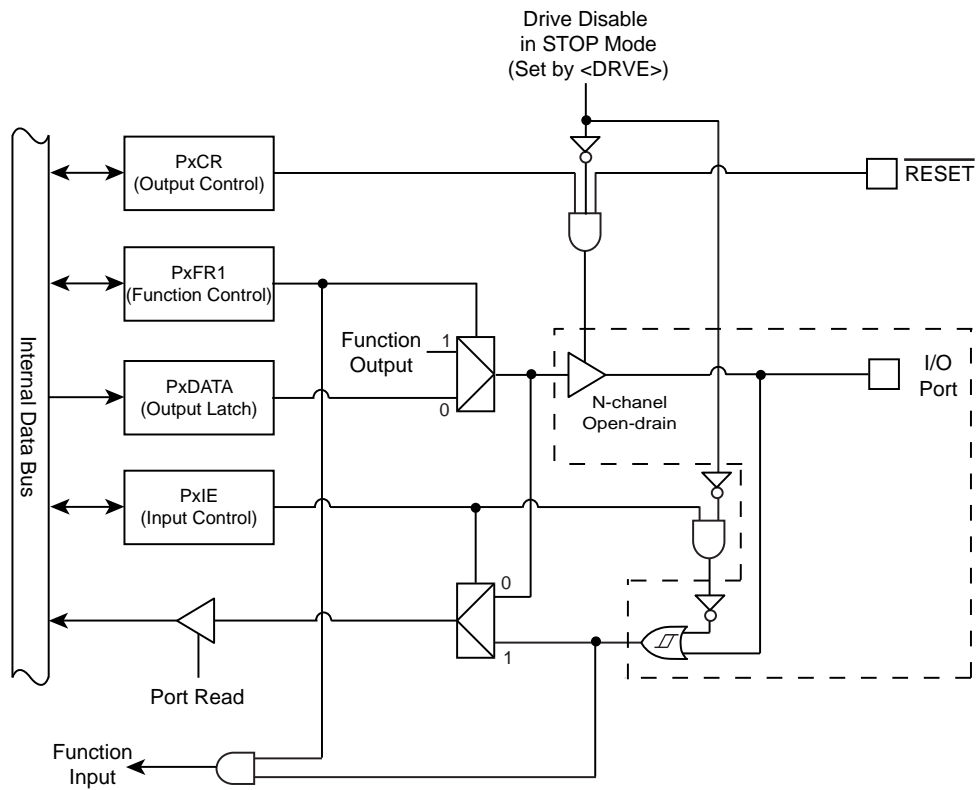 Drive Disable
in STOP Mode
(Set by <DRVE>)
PxCR
(Output Control)
RESET
PxFR1
(Function Control)
Function
Output
1
0
PxDATA
(Output Latch)
N-chanel
Open-drain
I/O
Port
Internal Data Bus
PxIE
(Input Control)
0
1
Port Read
Function
Input